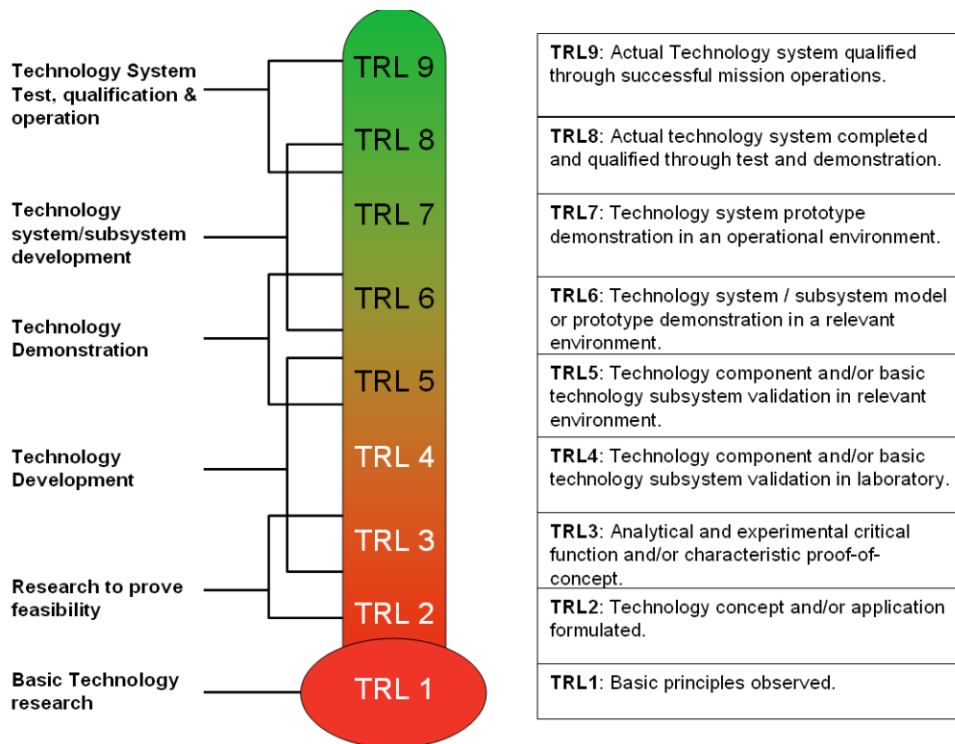 Technology System
Test, qualification &
operation
Technology
system/subsystem
development
Technology
Demonstration
Technology
Development
Research to prove
feasibility
Basic Technology
research
TRL 9
TRL 8
TRL 7
TRL 6
TRL 5
TRL 4
TRL 3
TRL 2
TRL 1
TRL9: Actual Technology system qualified
through successful mission operations.
TRL8: Actual technology system completed
and qualified through test and demonstration.
TRL7: Technology system prototype
demonstration in an operational environment.
TRL6: Technology system / subsystem model
or prototype demonstration in a relevant
environment.
TRL5: Technology component and/or basic
technology subsystem validation in relevant
environment.
TRL4: Technology component and/or basic
technology subsystem validation in laboratory.
TRL3: Analytical and experimental critical
function and/or characteristic proof-of-
concept.
TRL2: Technology concept and/or application
formulated.
TRL1: Basic principles observed.